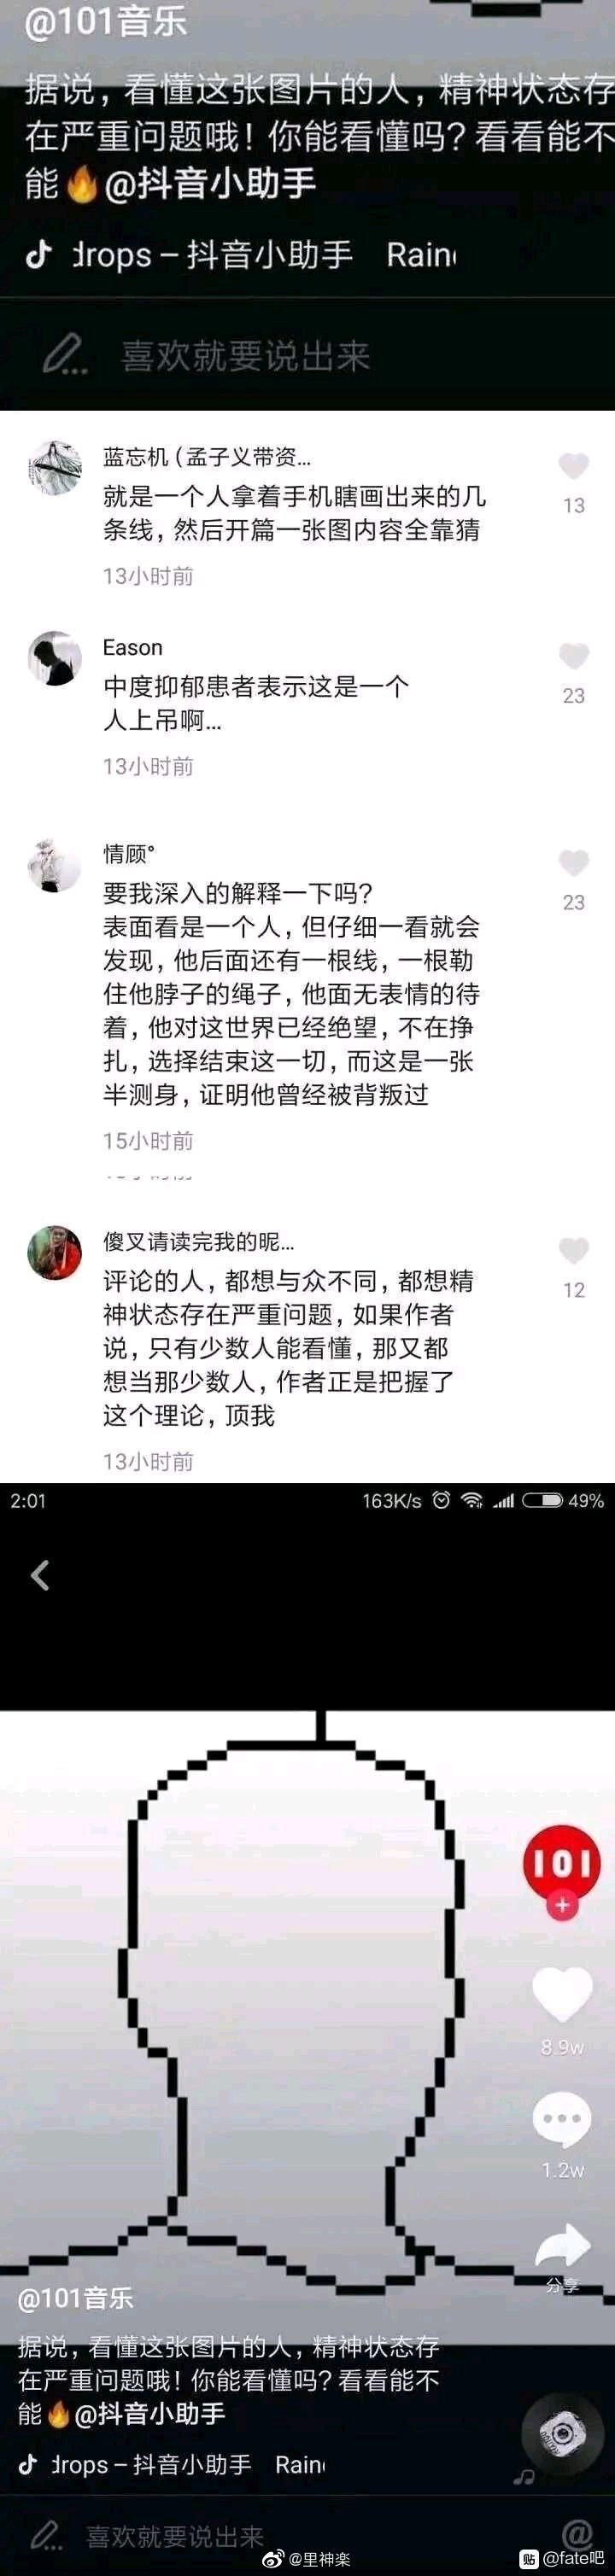 @101音乐
据说，看懂这张图片的人，精神状态存
在严重问题哦！你能看懂吗？看看能不
能🔥@抖音小助手
drops – 抖音小助手 Rain
喜欢就要说出来
蓝忘机（孟子义带资...
就是一个人拿着手机瞎画出来的几
条线，然后开篇一张图内容全靠猜
13
13小时前
Eason
中度抑郁患者表示这是一个
人上吊啊...
23
13小时前
情顾°
要我深入的解释一下吗？
表面看是一个人，但仔细一看就会
发现，他后面还有一根线，一根勒
住他脖子的绳子，他面无表情的待
着，他对这世界已经绝望，不在挣
扎，选择结束这一切，而这是一张
半测身，证明他曾经被背叛过
23
15小时前
傻叉请读完我的昵...
评论的人，都想与众不同，都想精
神状态存在严重问题，如果作者
说，只有少数人能看懂，那又都
想当那少数人，作者正是把握了
这个理论，顶我
12
13小时前
2:01 163K/s 49%
101
8.9w
1.2w
分享
@101音乐
据说，看懂这张图片的人，精神状态存
在严重问题哦！你能看懂吗？看看能不
能🔥@抖音小助手
drops – 抖音小助手 Rain
喜欢就要说出来 @
@里神楽
贴 @fate吧